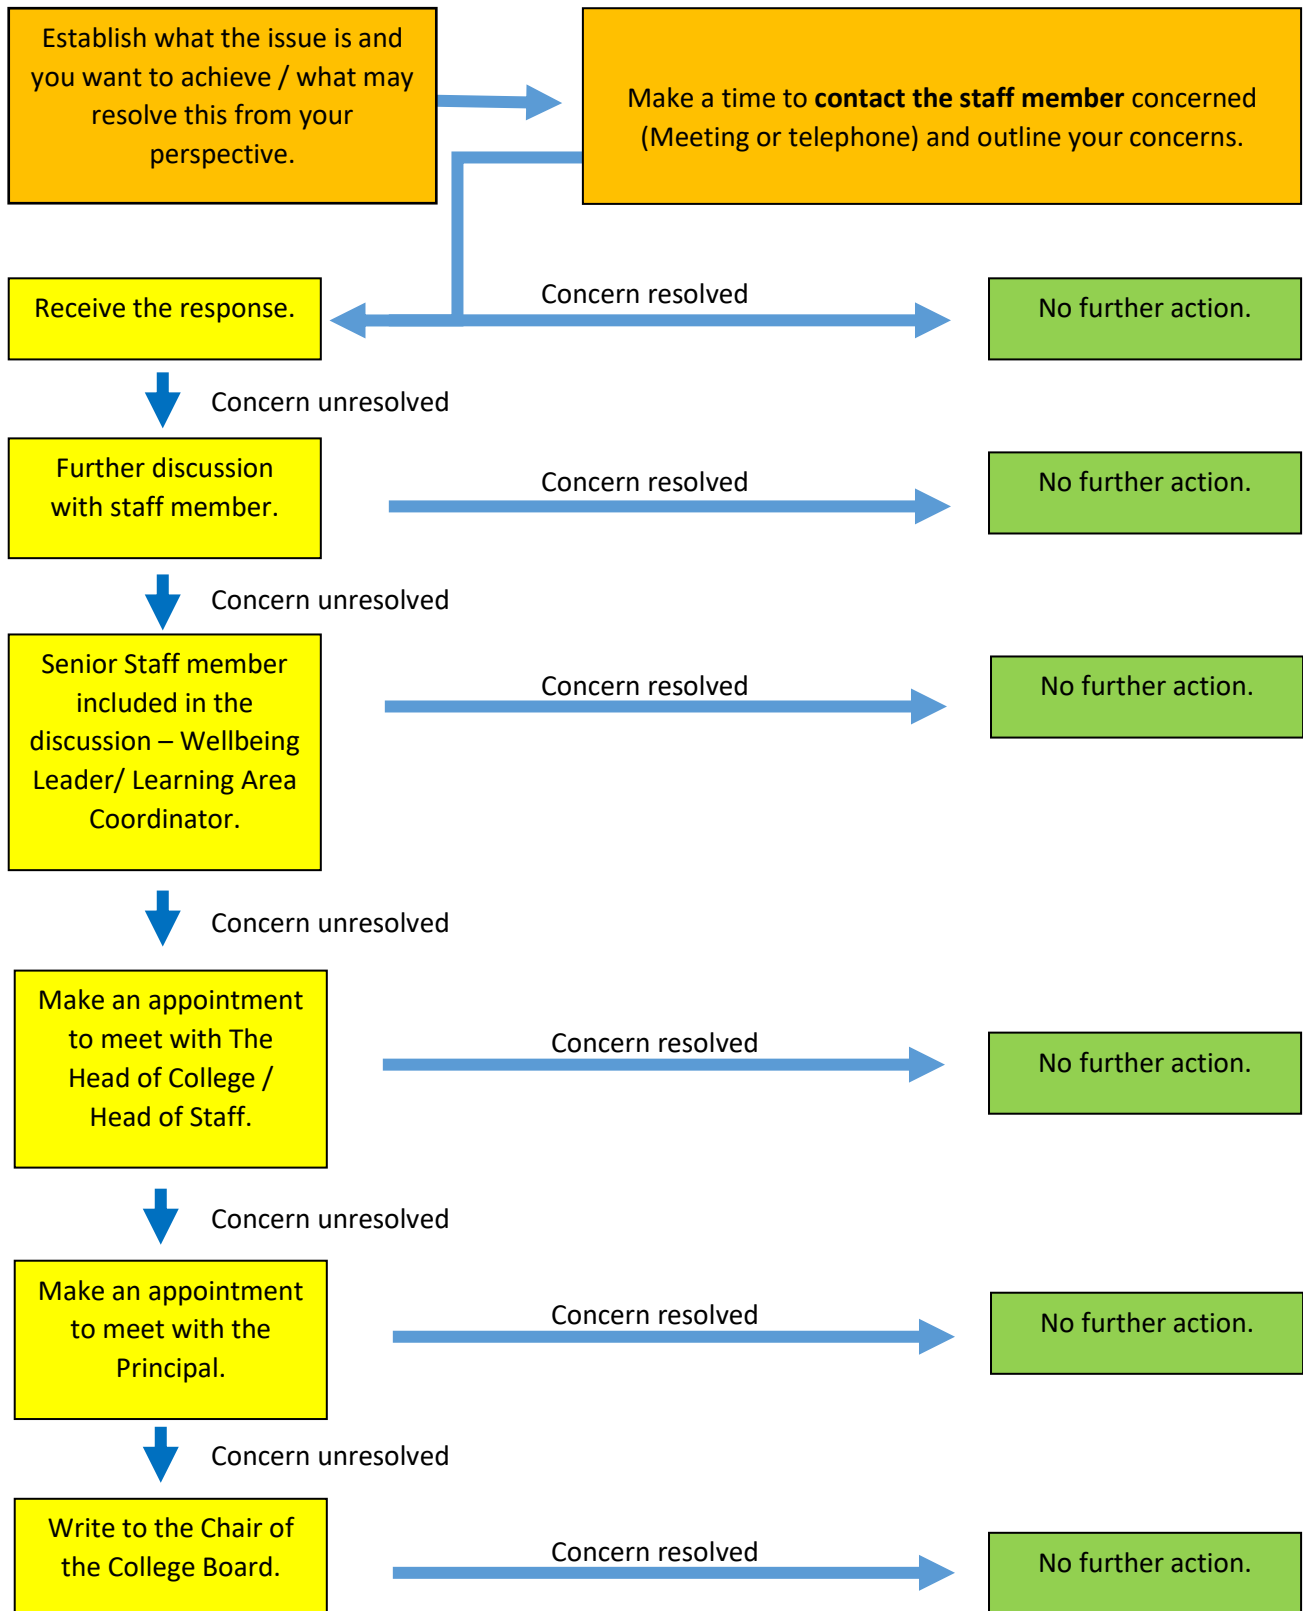 Establish what the issue is and
you want to achieve / what may
resolve this from your
perspective.
Make a time to contact the staff member concerned
(Meeting or telephone) and outline your concerns.
Receive the response.
Concern resolved
No further action.
Concern unresolved
Further discussion
with staff member.
Concern resolved
No further action.
Concern unresolved
Senior Staff member
included in the
discussion – Wellbeing
Leader/ Learning Area
Coordinator.
Concern resolved
No further action.
Concern unresolved
Make an appointment
to meet with The
Head of College /
Head of Staff.
Concern resolved
No further action.
Concern unresolved
Make an appointment
to meet with the
Principal.
Concern resolved
No further action.
Concern unresolved
Write to the Chair of
the College Board.
Concern resolved
No further action.